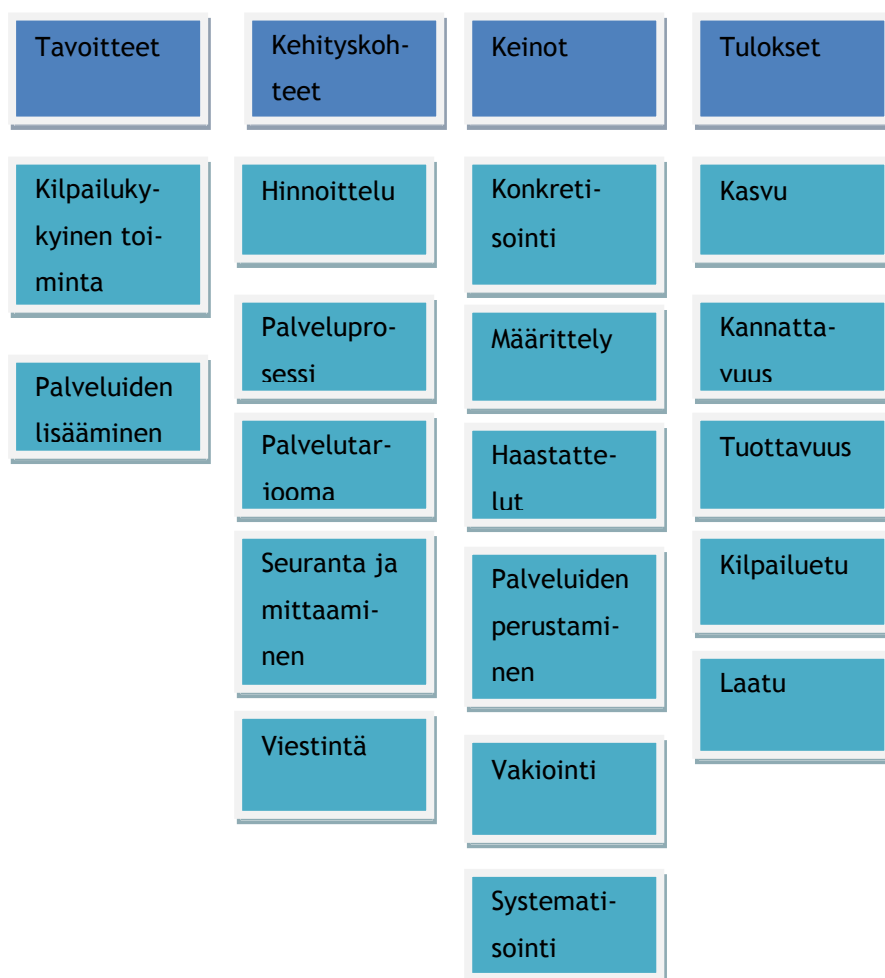 Tavoitteet
Kehityskoh-
teet
Keinot
Tulokset
Kilpailuky-
kyinen toi-
minta
Palveluiden
lisääminen
Hinnoittelu
Palvelupro-
sessi
Palvelutar-
jooma
Seuranta ja
mittaami-
nen
Viestintä
Konkreti-
sointi
Määrittely
Haastatte-
lut
Palveluiden
perustami-
nen
Vakiointi
Systemati-
sointi
Kasvu
Kannatta-
vuus
Tuottavuus
Kilpailuetu
Laatu